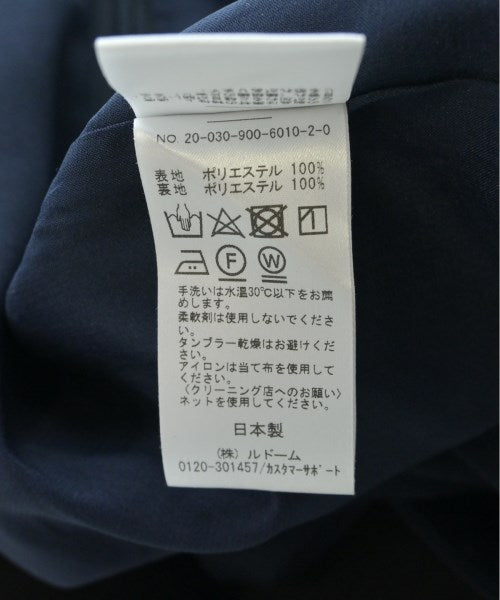 NO. 20-030-900-6010-2-0
表地 ポリエステル 100%
裏地 ポリエステル 100%
F W
手洗いは水温30℃以下をお薦
めします。
柔軟剤は使用しないでくださ
い。
タンブラー乾燥はお避けくださ
い。
アイロンは当て布を使用して
ください。
〈クリーニング店へのお願い〉
ネットを使用してください。
日本製
(株) ルドーム
0120-301457/カスタマーサポート